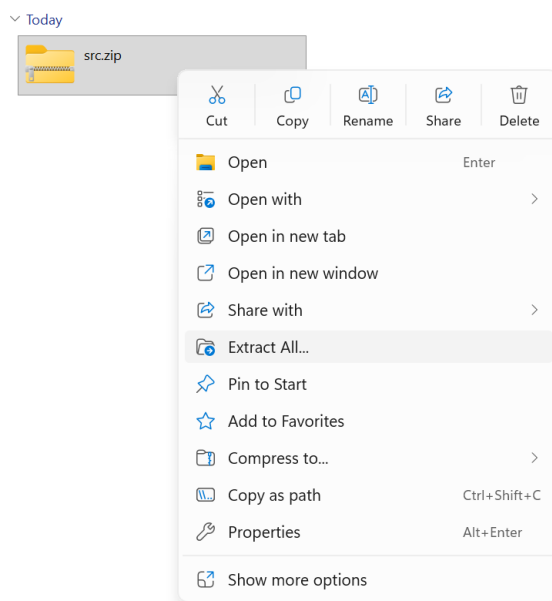 Today
src.zip
Cut Copy Rename Share Delete
Open Enter
Open with
Open in new tab
Open in new window
Share with
Extract All...
Pin to Start
Add to Favorites
Compress to...
Copy as path Ctrl+Shift+C
Properties Alt+Enter
Show more options